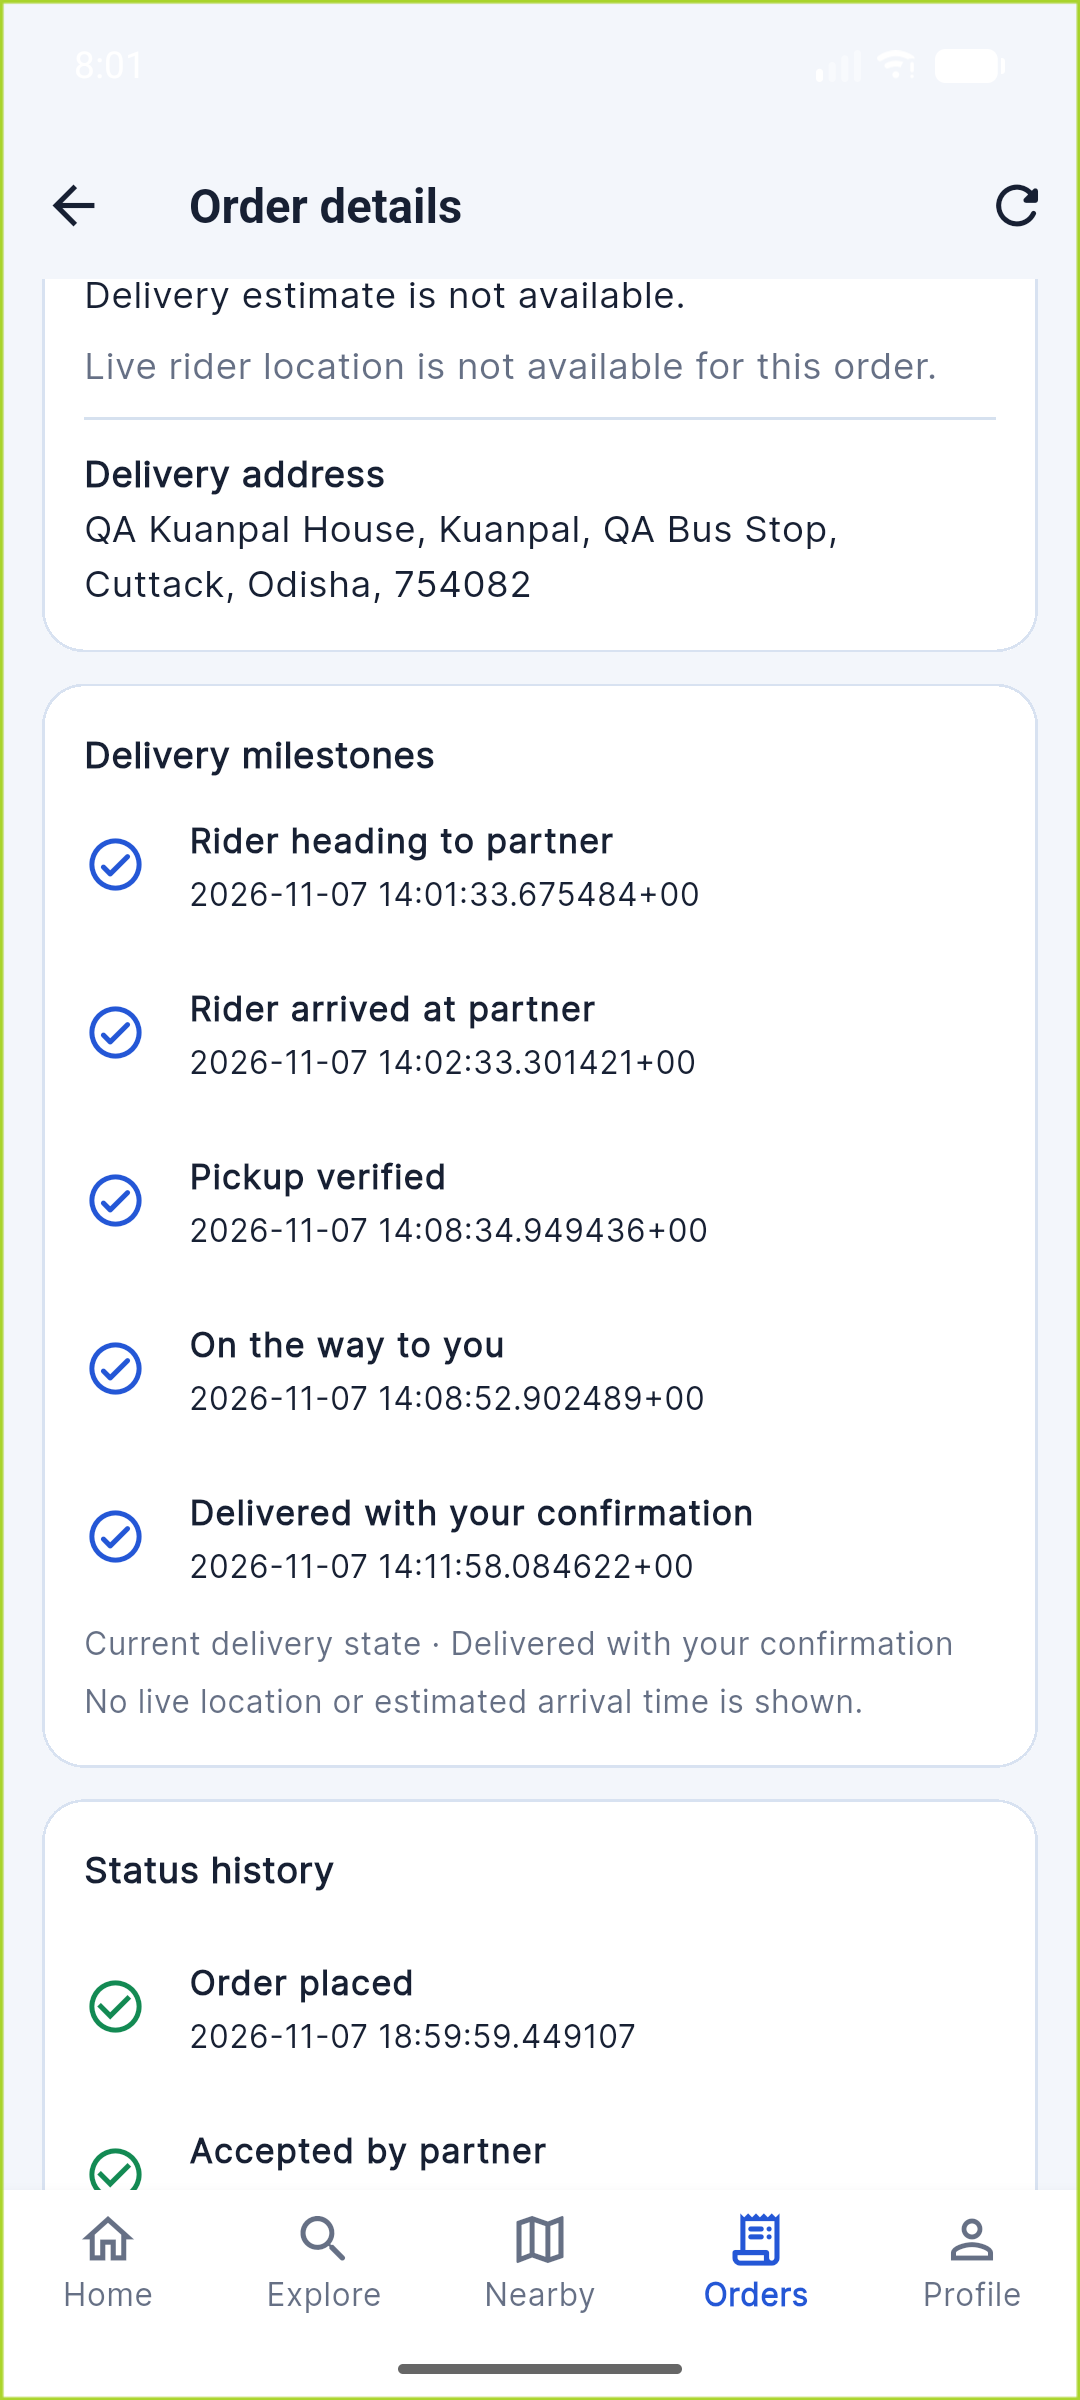 8:01
Order details
Delivery estimate is not available.
Live rider location is not available for this order.
Delivery address
QA Kuanpal House, Kuanpal, QA Bus Stop,
Cuttack, Odisha, 754082
Delivery milestones
Rider heading to partner
2026-11-07 14:01:33.675484+00
Rider arrived at partner
2026-11-07 14:02:33.301421+00
Pickup verified
2026-11-07 14:08:34.949436+00
On the way to you
2026-11-07 14:08:52.902489+00
Delivered with your confirmation
2026-11-07 14:11:58.084622+00
Current delivery state · Delivered with your confirmation
No live location or estimated arrival time is shown.
Status history
Order placed
2026-11-07 18:59:59.449107
Accepted by partner
Home
Explore
Nearby
Orders
Profile